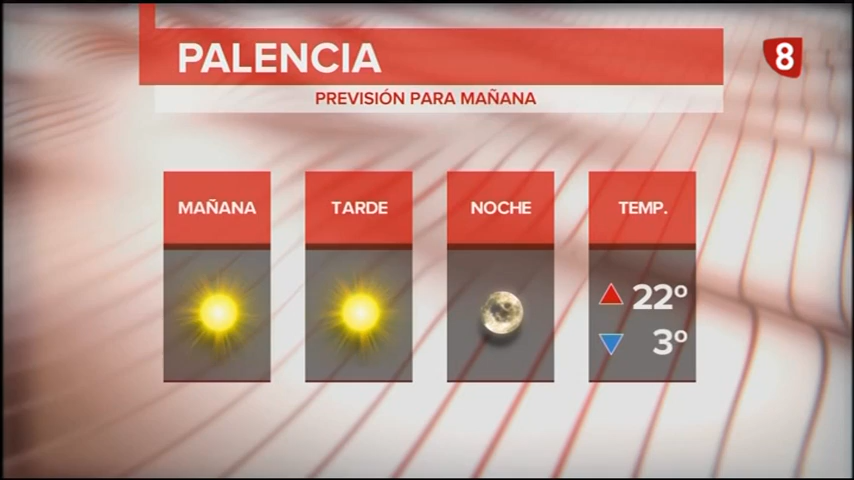 PALENCIA
8
PREVISIÓN PARA MAÑANA
MAÑANA
TARDE
NOCHE
TEMP.
22º
3º